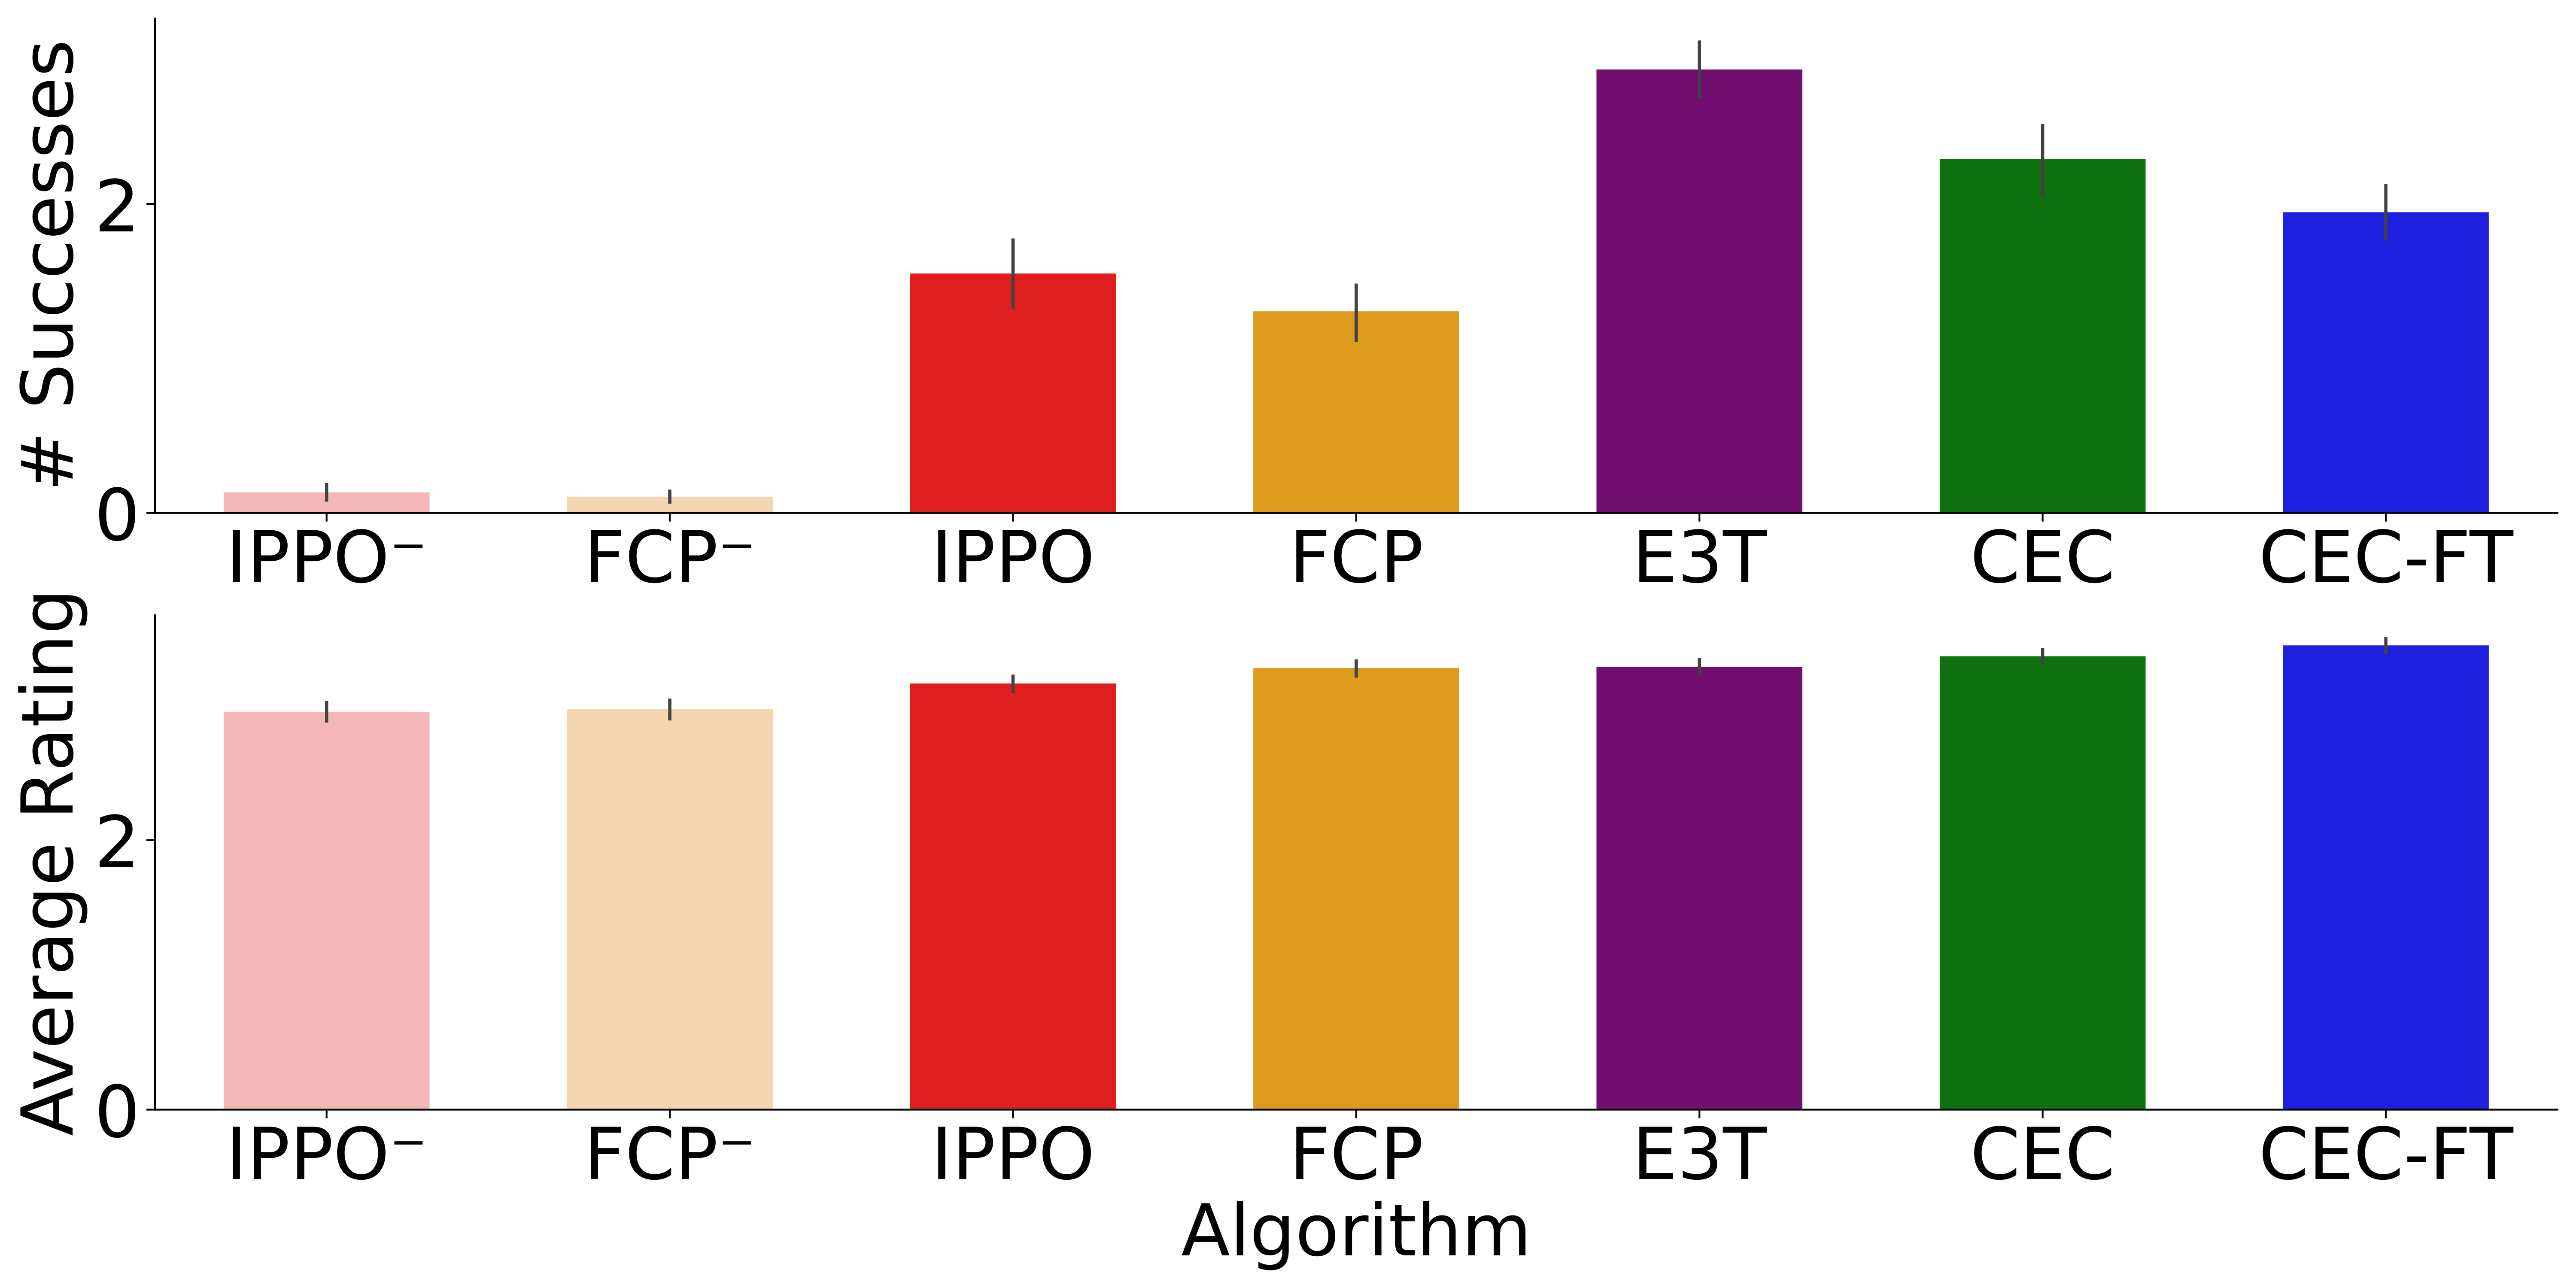 # Successes
2
0
IPPO⁻ FCP⁻ IPPO FCP E3T CEC CEC-FT
Average Rating
2
0
IPPO⁻ FCP⁻ IPPO FCP E3T CEC CEC-FT
Algorithm